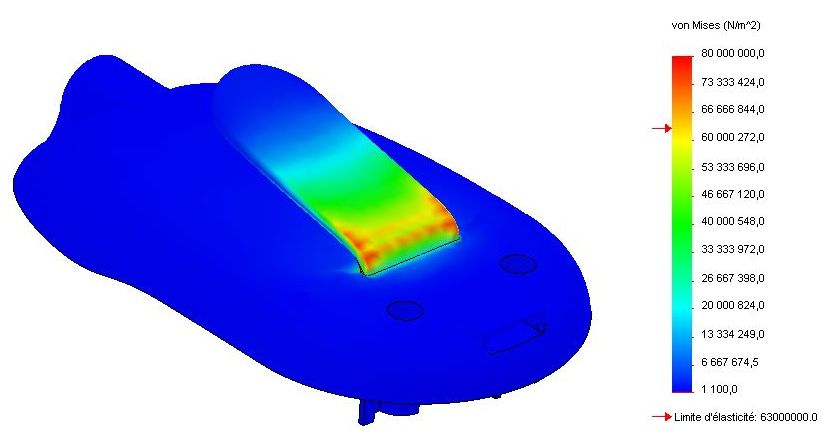 von Mises (N/m^2)
80 000 000,0
73 333 424,0
66 666 844,0
60 000 272,0
53 333 696,0
46 667 120,0
40 000 548,0
33 333 972,0
26 667 398,0
20 000 824,0
13 334 249,0
6 667 674,5
1 100,0
Limite d'élasticité: 63000000.0